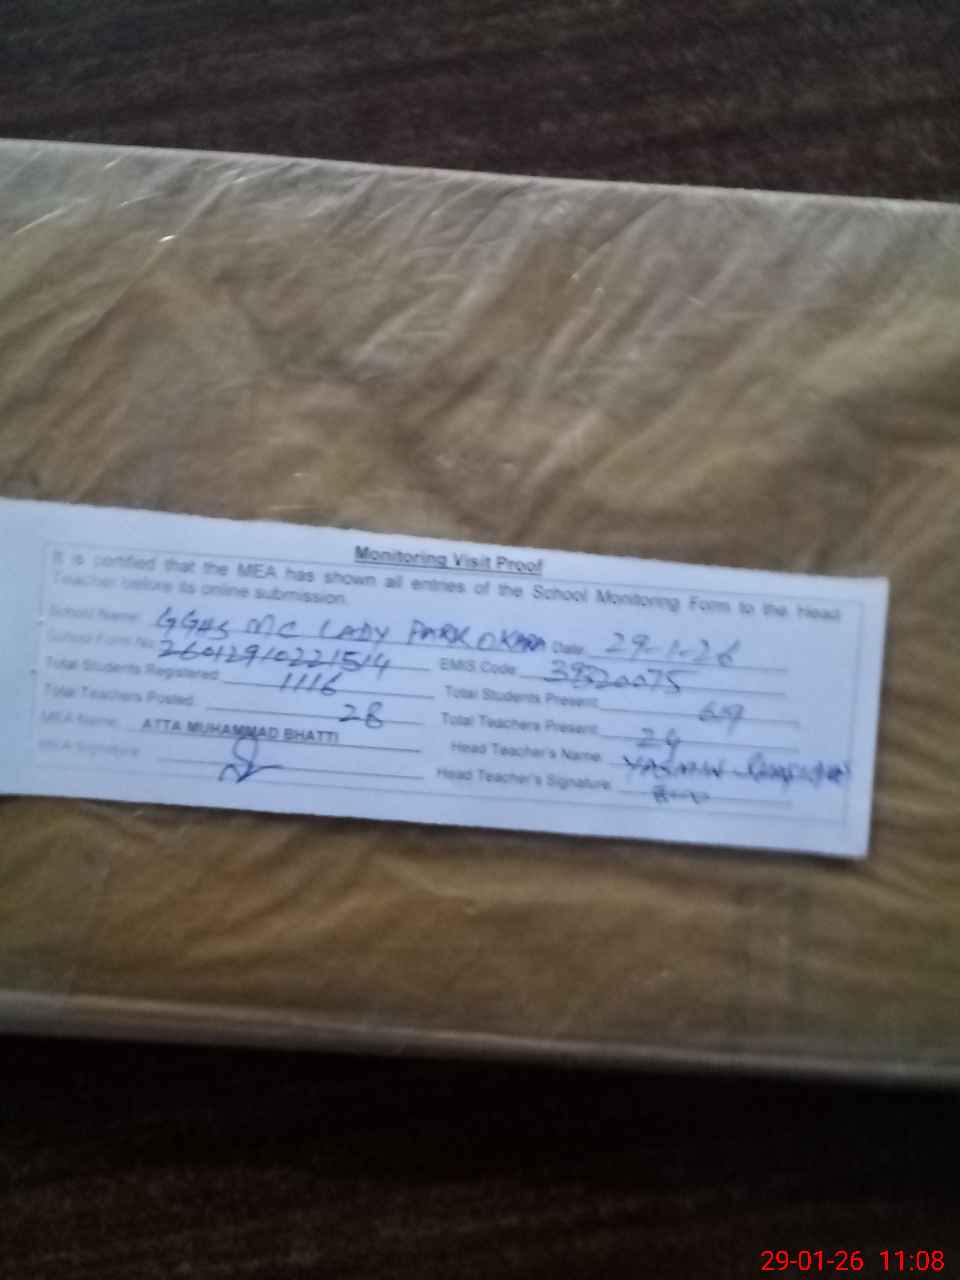 Monitoring Visit Proof
It is certified that the MEA has shown all entries of the School Monitoring Form to the Head
Teacher before its online submission.
School Name: GGHS MC LADY PARK OKARA Date: 29-1-26
School Form No. 26012910221514 EMIS Code: 39320075
Total Students Registered: 1116 Total Students Present:
Total Teachers Posted: 28 Total Teachers Present:
MEA Name: ATTA MUHAMMAD BHATTI Head Teacher's Name: YASMIN
MEA Signature: Head Teacher's Signature:
29-01-26 11:08